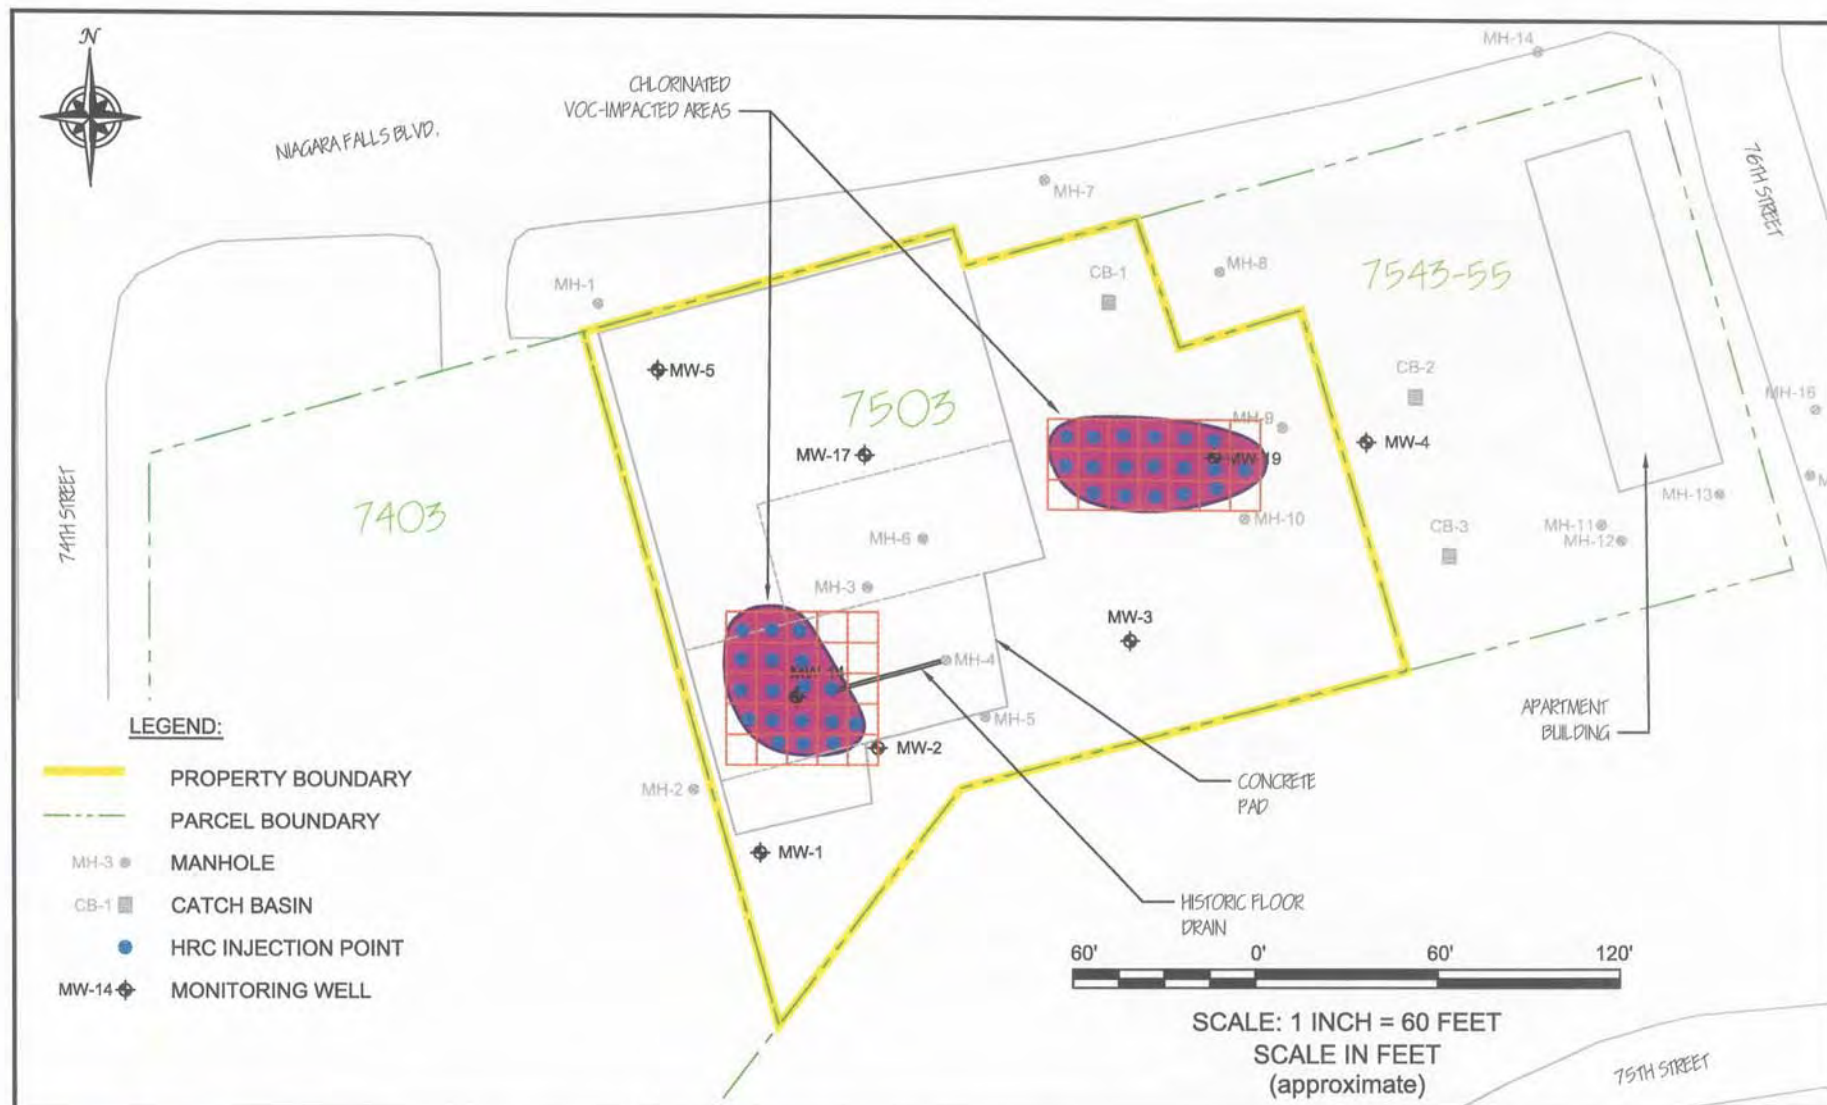 N
MH-14
CHLORINATED
VOC-IMPACTED AREAS
NIAGARA FALLS BLVD.
76TH STREET
MH-7
MH-1
CB-1
MH-8
7543-55
MW-5
7503
CB-2
MH-16
MH-9
MW-4
MW-17
MW-19
74TH STREET
7403
MH-13
MH-10
MH-6
CB-3
MH-11
MH-12
MH-3
MW-3
MH-4
LEGEND:
MH-5
APARTMENT
BUILDING
MW-2
PROPERTY BOUNDARY
MH-2
CONCRETE
PAD
PARCEL BOUNDARY
MW-1
MH-3 MANHOLE
CB-1 CATCH BASIN
HISTORIC FLOOR
DRAIN
HRC INJECTION POINT
60' 0' 60' 120'
MW-14 MONITORING WELL
SCALE: 1 INCH = 60 FEET
SCALE IN FEET
(approximate)
75TH STREET